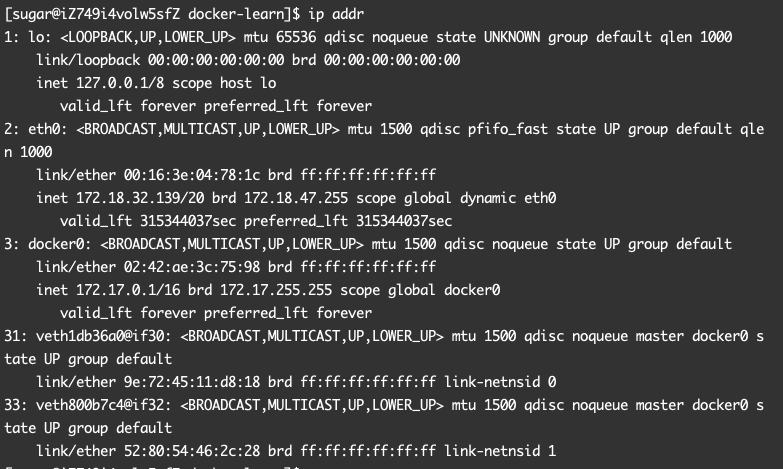 [sugar@iZ749i4volw5sfZ docker-learn]$ ip addr
1: lo: <LOOPBACK,UP,LOWER_UP> mtu 65536 qdisc noqueue state UNKNOWN group default qlen 1000
    link/loopback 00:00:00:00:00:00 brd 00:00:00:00:00:00
    inet 127.0.0.1/8 scope host lo
       valid_lft forever preferred_lft forever
2: eth0: <BROADCAST,MULTICAST,UP,LOWER_UP> mtu 1500 qdisc pfifo_fast state UP group default qle
n 1000
    link/ether 00:16:3e:04:78:1c brd ff:ff:ff:ff:ff:ff
    inet 172.18.32.139/20 brd 172.18.47.255 scope global dynamic eth0
       valid_lft 315344037sec preferred_lft 315344037sec
3: docker0: <BROADCAST,MULTICAST,UP,LOWER_UP> mtu 1500 qdisc noqueue state UP group default
    link/ether 02:42:ae:3c:75:98 brd ff:ff:ff:ff:ff:ff
    inet 172.17.0.1/16 brd 172.17.255.255 scope global docker0
       valid_lft forever preferred_lft forever
31: veth1db36a0@if30: <BROADCAST,MULTICAST,UP,LOWER_UP> mtu 1500 qdisc noqueue master docker0 s
tate UP group default
    link/ether 9e:72:45:11:d8:18 brd ff:ff:ff:ff:ff:ff link-netnsid 0
33: veth800b7c4@if32: <BROADCAST,MULTICAST,UP,LOWER_UP> mtu 1500 qdisc noqueue master docker0 s
tate UP group default
    link/ether 52:80:54:46:2c:28 brd ff:ff:ff:ff:ff:ff link-netnsid 1